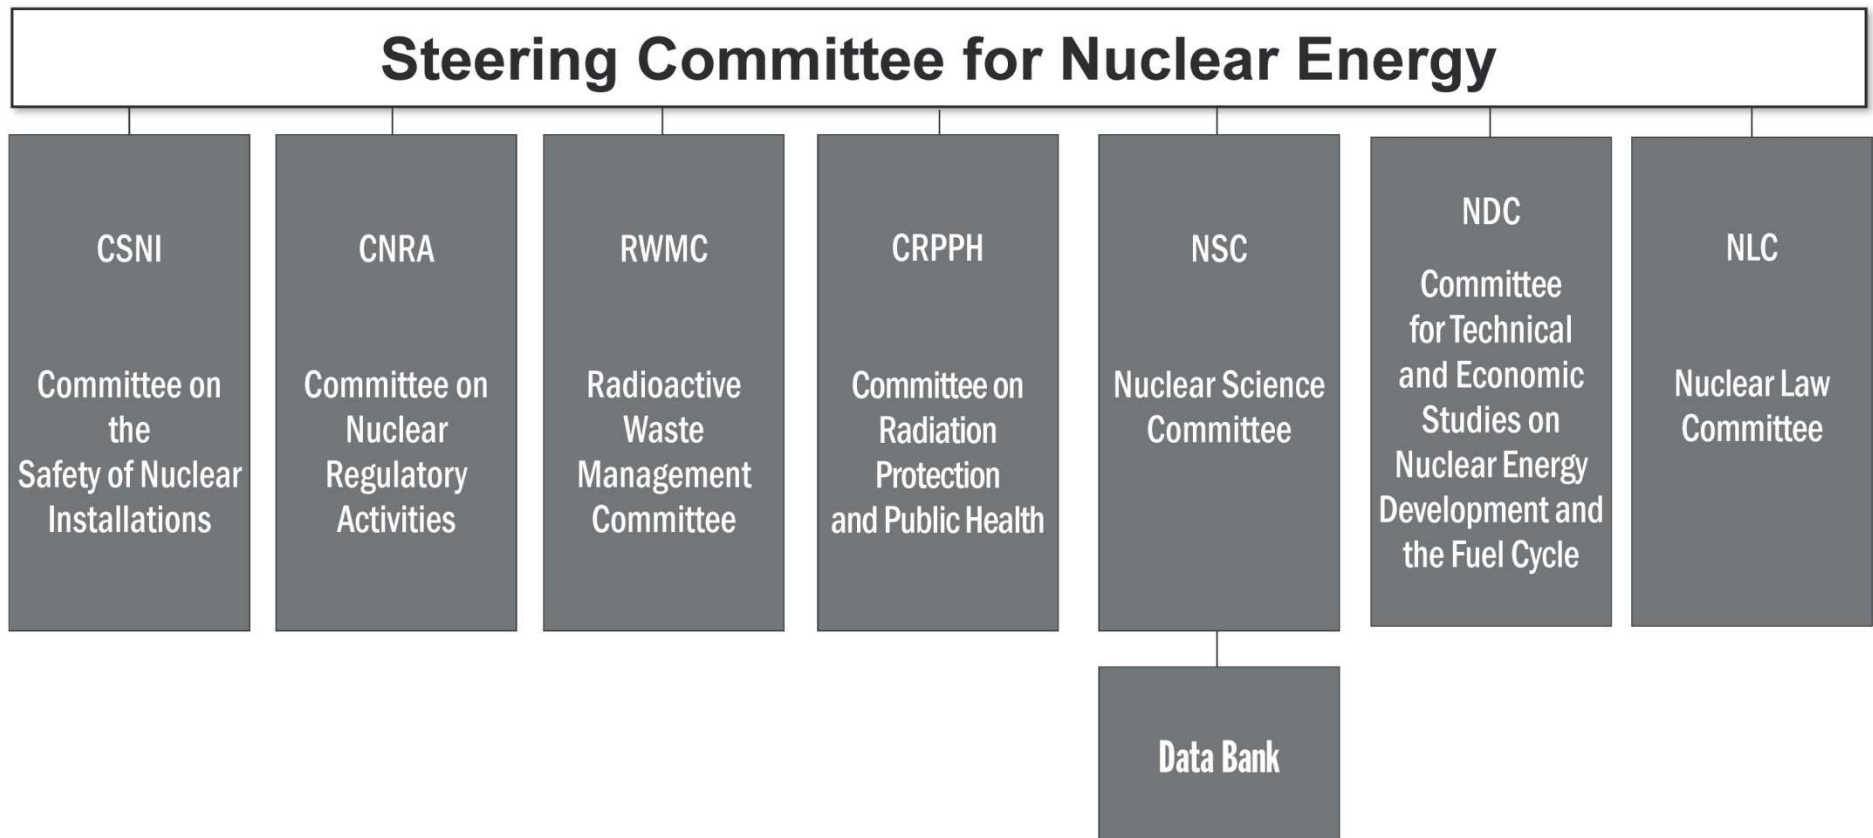 Steering Committee for Nuclear Energy
CSNI
Committee on
the
Safety of Nuclear
Installations
CNRA
Committee on
Nuclear
Regulatory
Activities
RWMC
Radioactive
Waste
Management
Committee
CRPPH
Committee on
Radiation
Protection
and Public Health
NSC
Nuclear Science
Committee
Data Bank
NDC
Committee
for Technical
and Economic
Studies on
Nuclear Energy
Development and
the Fuel Cycle
NLC
Nuclear Law
Committee